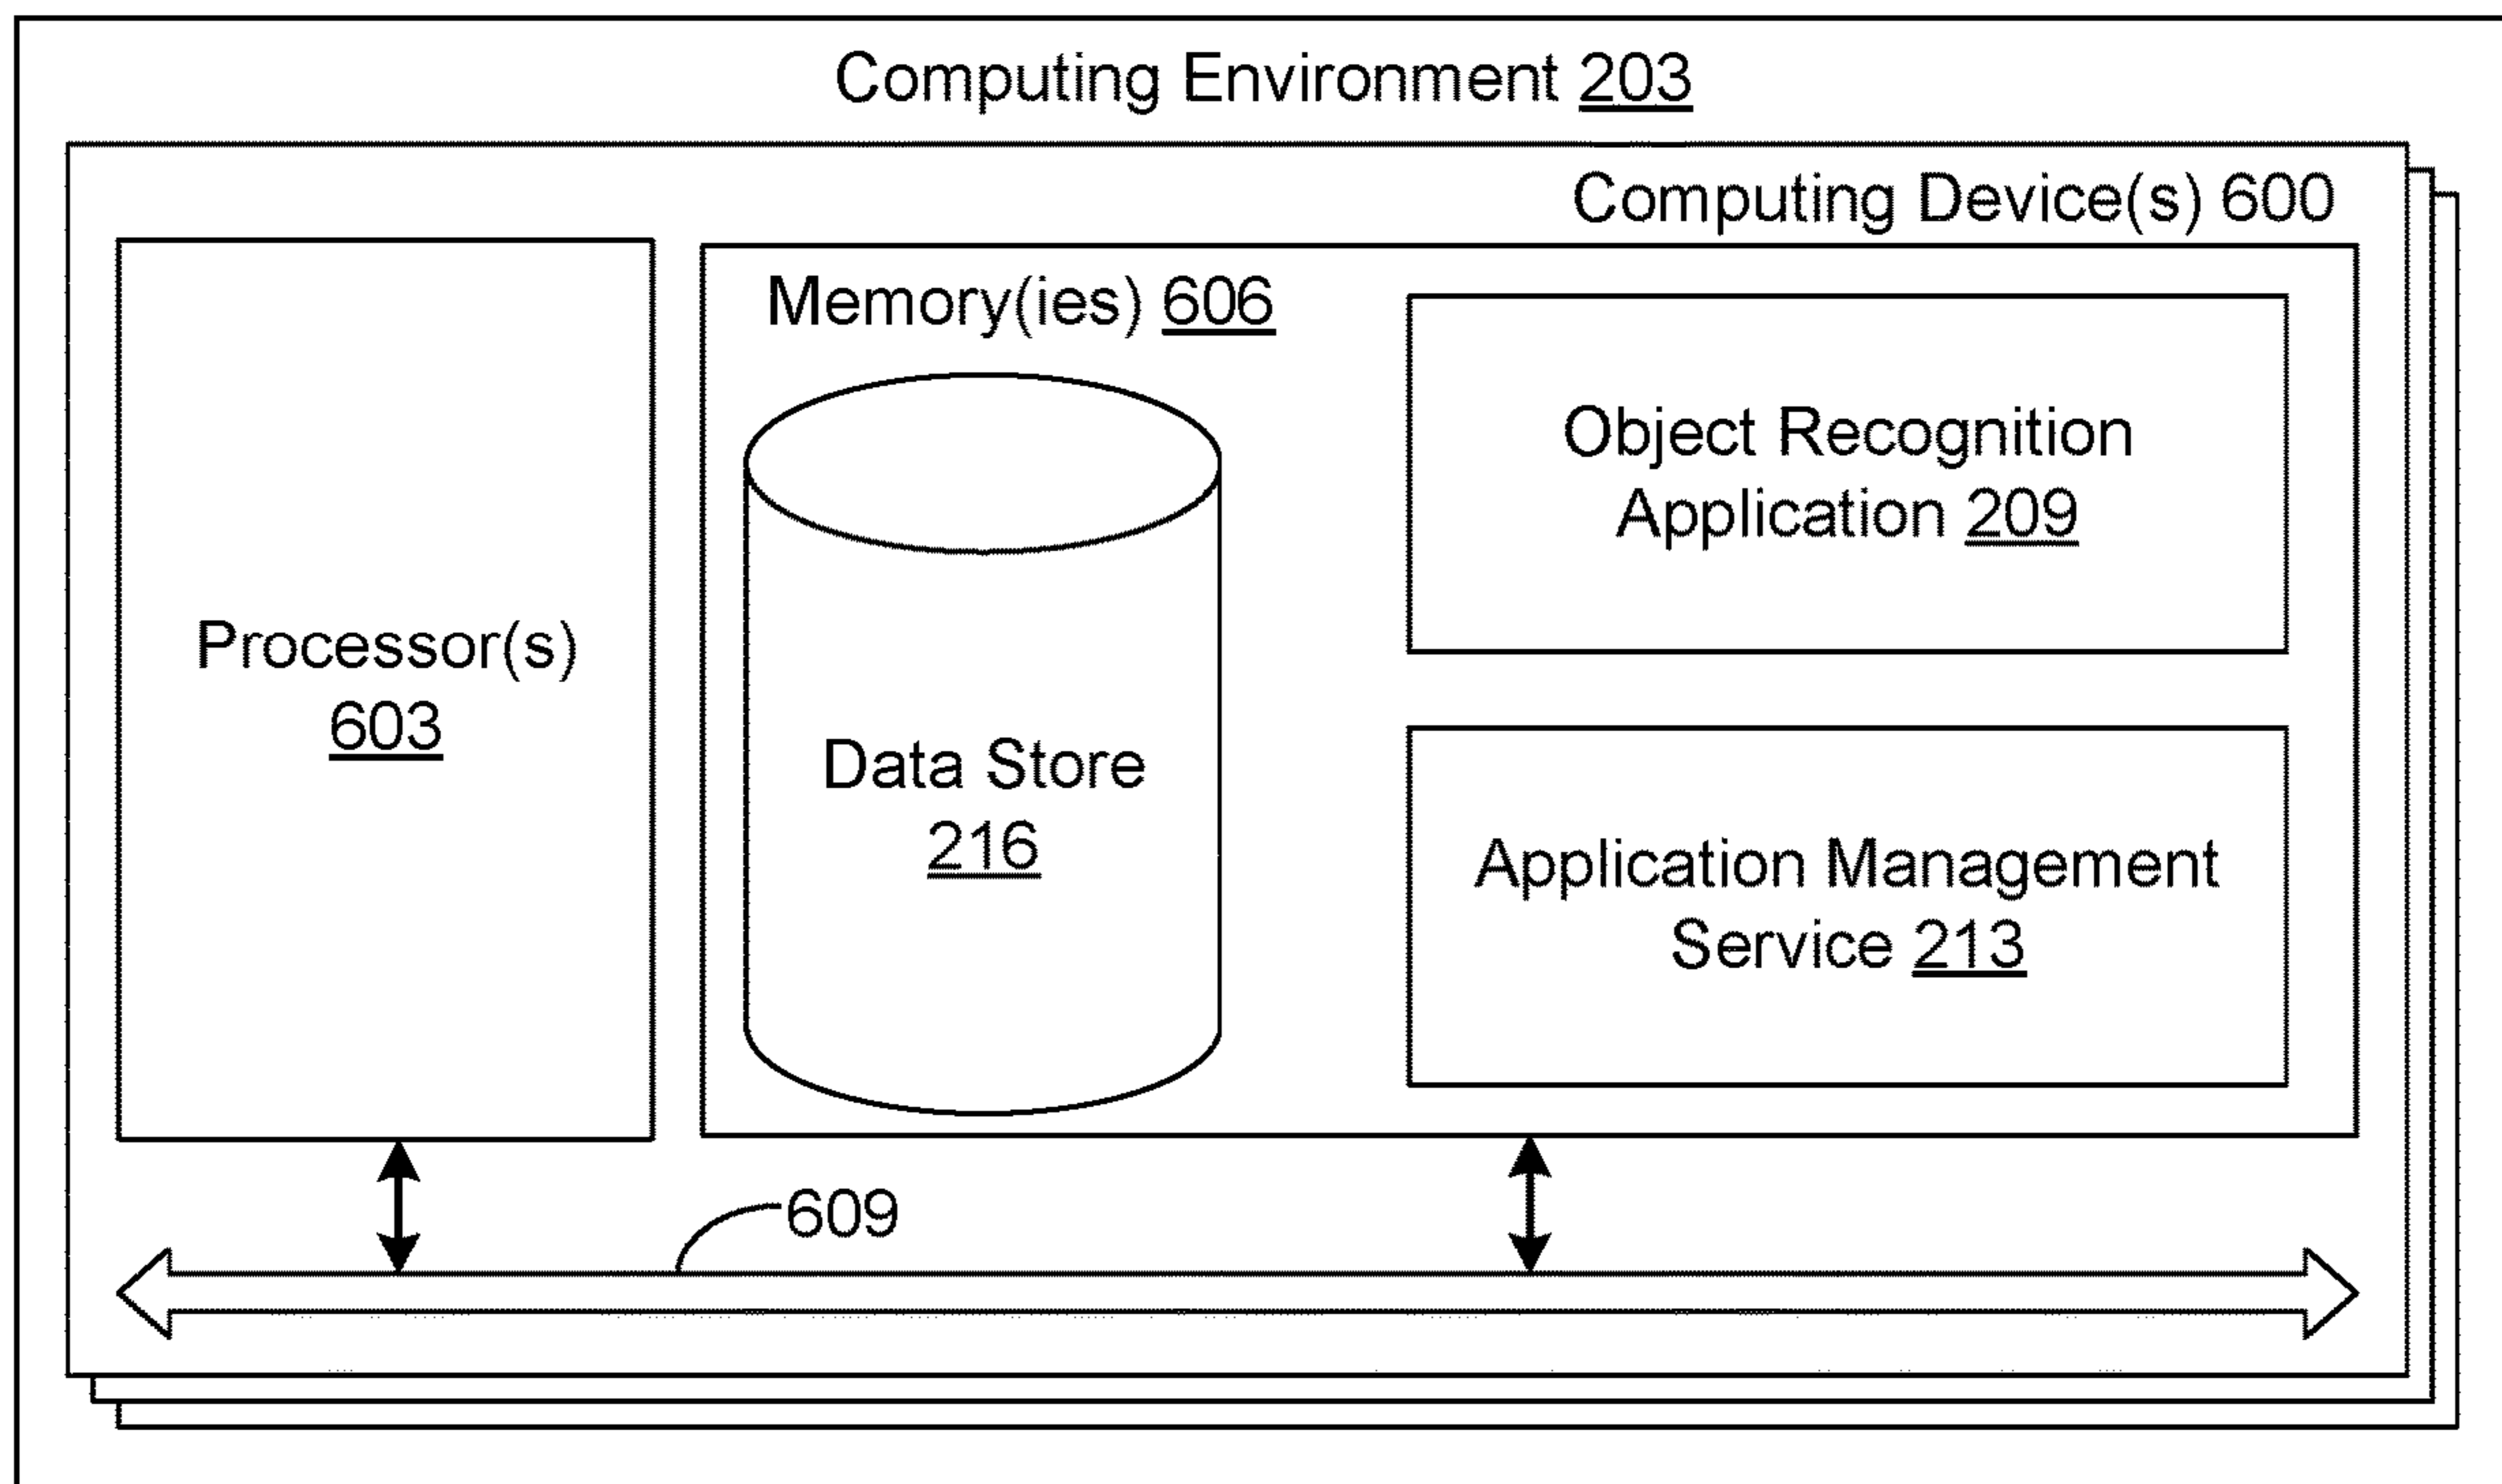 Computing Environment 203
Computing Device(s) 600
Memory(ies) 606
Object Recognition
Application 209
Processor(s)
603
Data Store
216
Application Management
Service 213
609